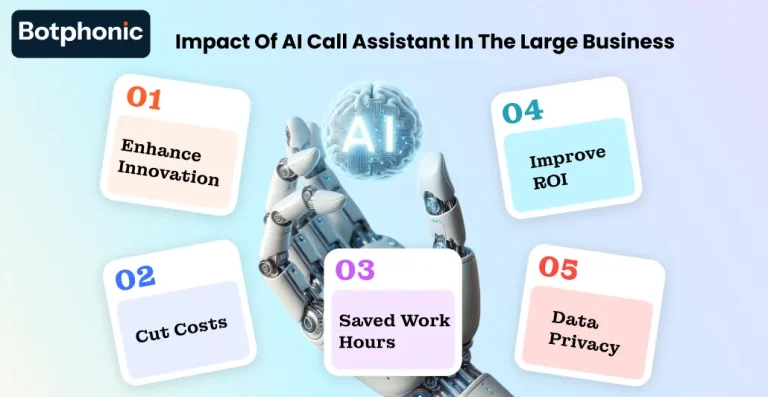 Botphonic
Impact Of AI Call Assistant In The Large Business
01
Enhance
Innovation
02
Cut Costs
AI
03
Saved Work
Hours
04
Improve
ROI
05
Data
Privacy